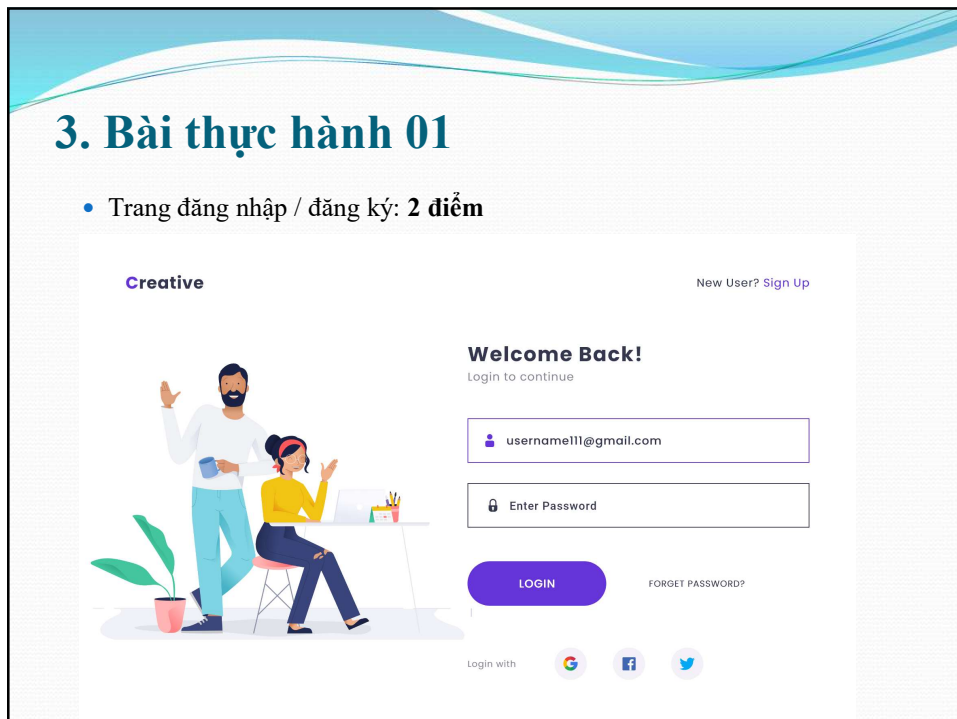 3. Bài thực hành 01
Trang đăng nhập / đăng ký: 2 điểm
Creative
New User? Sign Up
Welcome Back!
Login to continue
username111@gmail.com
Enter Password
LOGIN
FORGET PASSWORD?
Login with